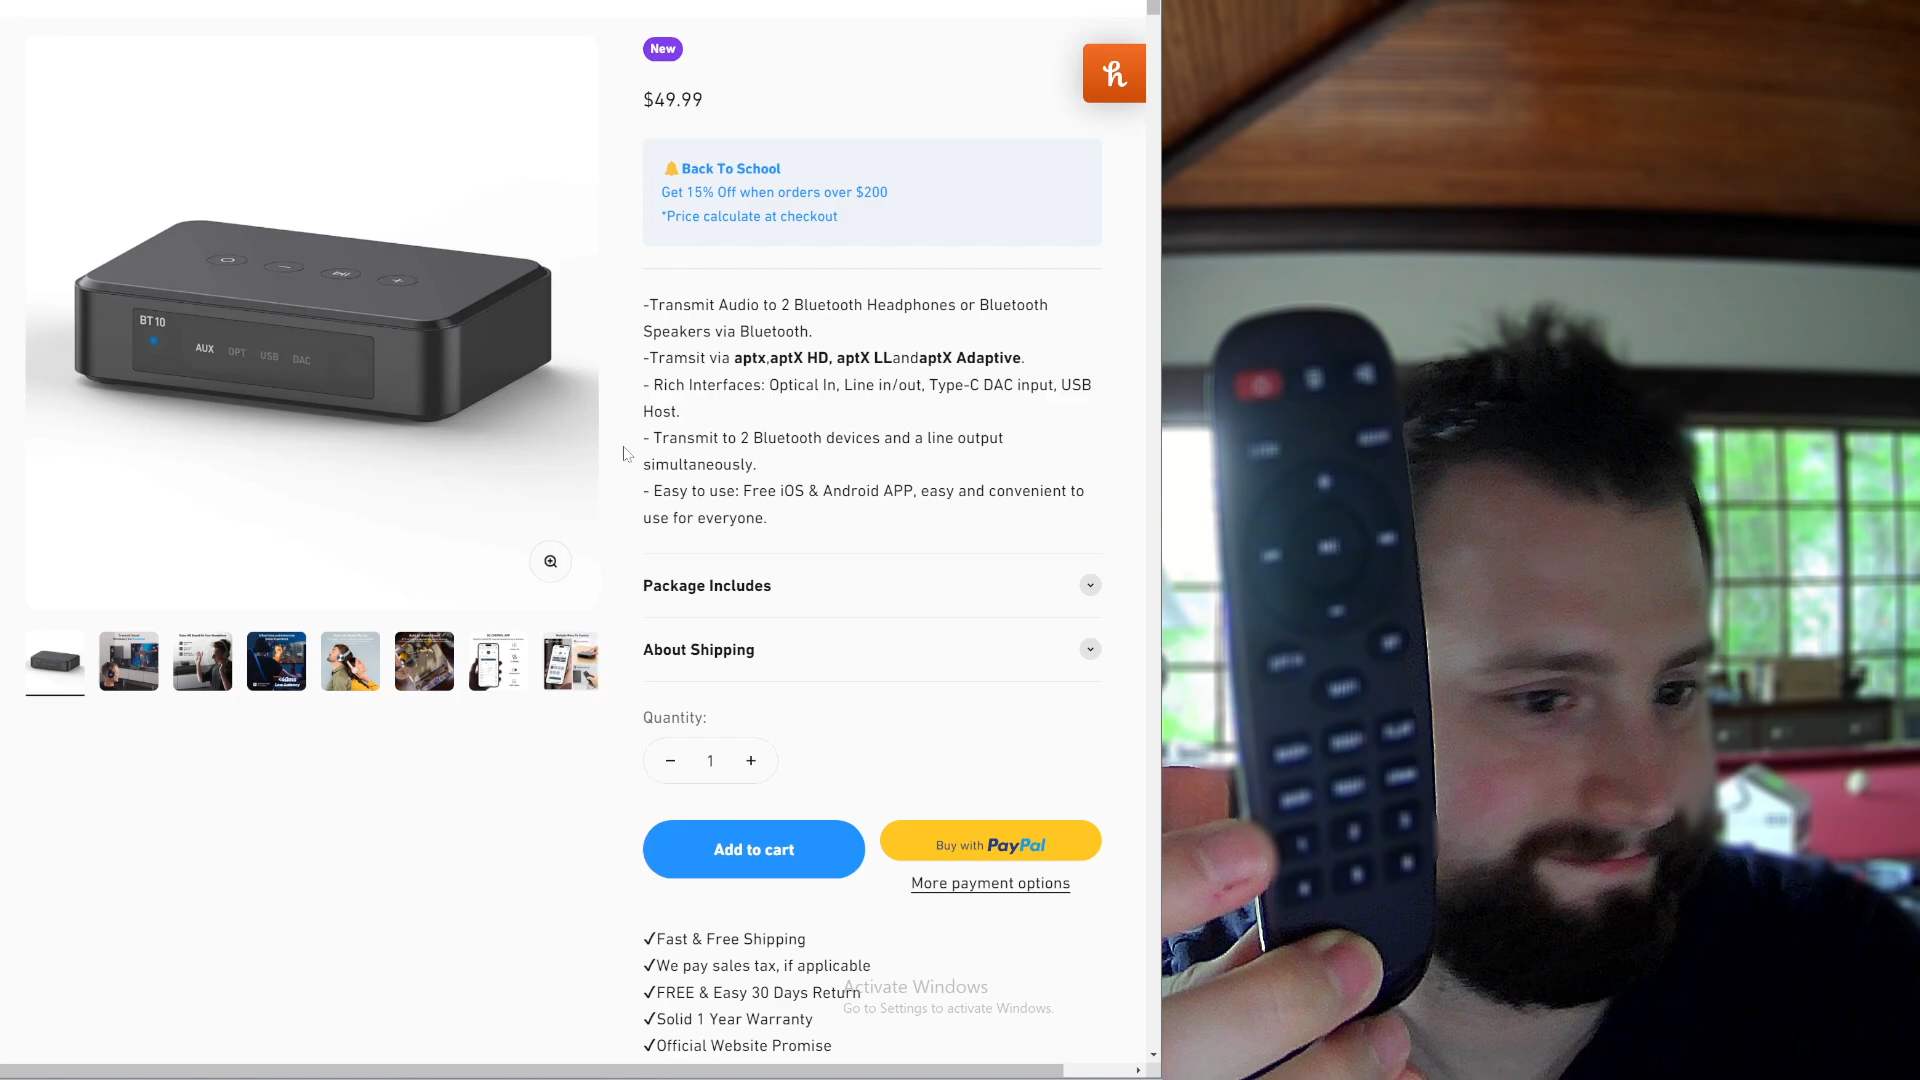 New
$49.99
🔔Back To School
Get 15% Off when orders over $200
*Price calculate at checkout
-Transmit Audio to 2 Bluetooth Headphones or Bluetooth
Speakers via Bluetooth.
-Transit via aptx,aptX HD, aptX LLandaptX Adaptive.
- Rich Interfaces: Optical In, Line in/out, Type-C DAC input, USB
Host.
- Transmit to 2 Bluetooth devices and a line output
simultaneously.
- Easy to use: Free iOS & Android APP, easy and convenient to
use for everyone.
BT10
AUX OPT USB DAC
Package Includes
About Shipping
Quantity:
− 1 +
Add to cart
Buy with PayPal
More payment options
✓Fast & Free Shipping
✓We pay sales tax, if applicable
✓FREE & Easy 30 Days Return
✓Solid 1 Year Warranty
✓Official Website Promise
Activate Windows
Go to Settings to activate Windows.